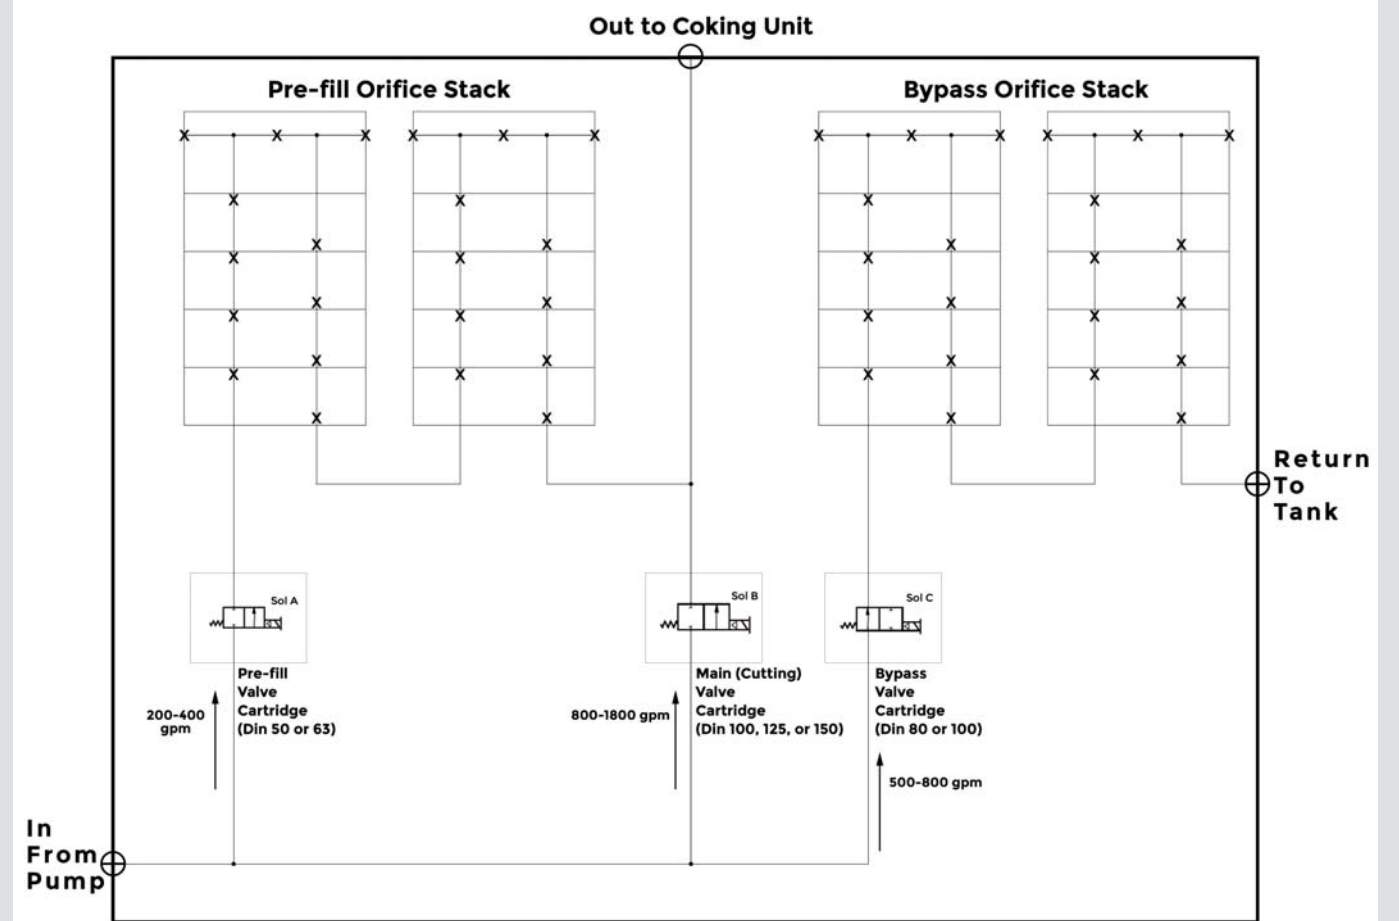 Out to Coking Unit
Pre-fill Orifice Stack
Bypass Orifice Stack
Return
To
Tank
Sol A
Sol B
Sol C
Pre-fill
Valve
Cartridge
(Din 50 or 63)
200-400
gpm
Main (Cutting)
Valve
Cartridge
(Din 100, 125, or 150)
800-1800 gpm
Bypass
Valve
Cartridge
(Din 80 or 100)
500-800 gpm
In
From
Pump